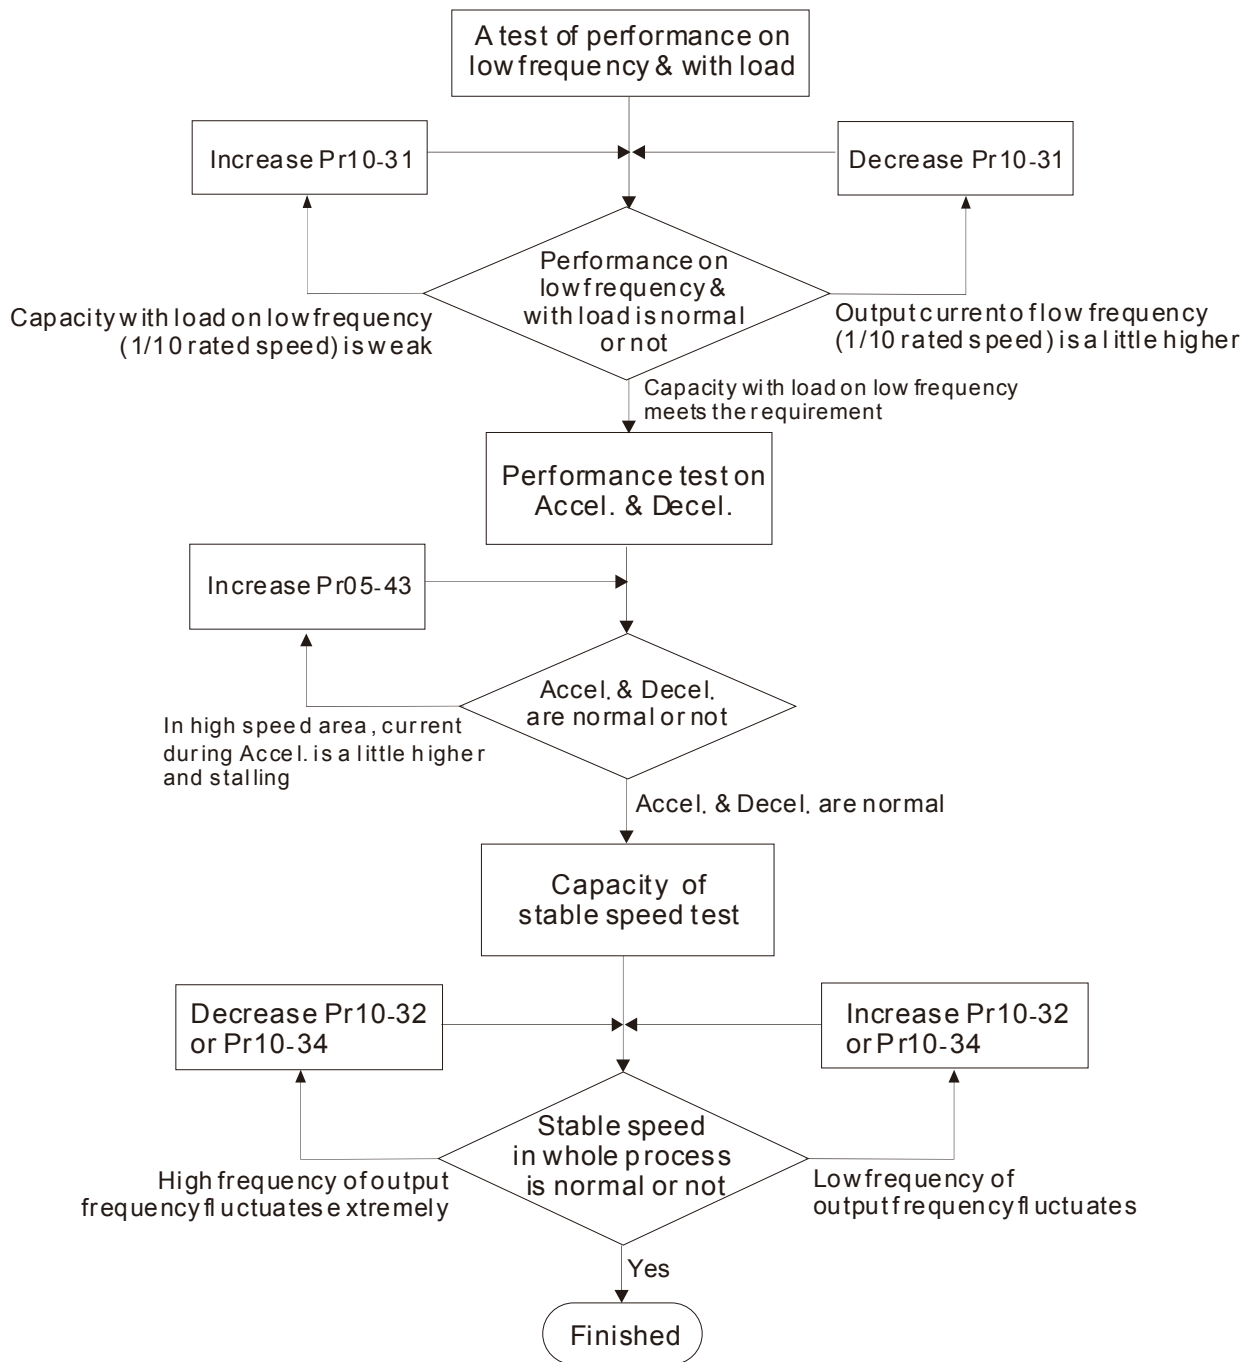 A test of performance on
low frequency & with load
Increase Pr10-31
Decrease Pr10-31
Performance on
low frequency &
with load is normal
or not
Capacity with load on low frequency
(1/10 rated speed) is weak
Output current of low frequency
(1/10 rated speed) is a little higher
Capacity with load on low frequency
meets the requirement
Performance test on
Accel. & Decel.
Increase Pr05-43
Accel. & Decel.
are normal or not
In high speed area, current
during Accel. is a little higher
and stalling
Accel. & Decel. are normal
Capacity of
stable speed test
Decrease Pr10-32
or Pr10-34
Increase Pr10-32
or Pr10-34
Stable speed
in whole process
is normal or not
High frequency of output
frequency fluctuates extremely
Low frequency of
output frequency fluctuates
Yes
Finished